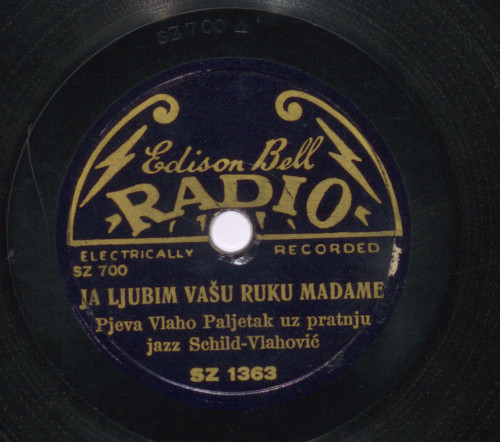 SZ 700 A
Edison Bell
RADIO
ELECTRICALLY RECORDED
SZ 700
JA LJUBIM VAŠU RUKU MADAME
Pjeva Vlaho Paljetak uz pratnju
jazz Schild-Vlahović
SZ 1363